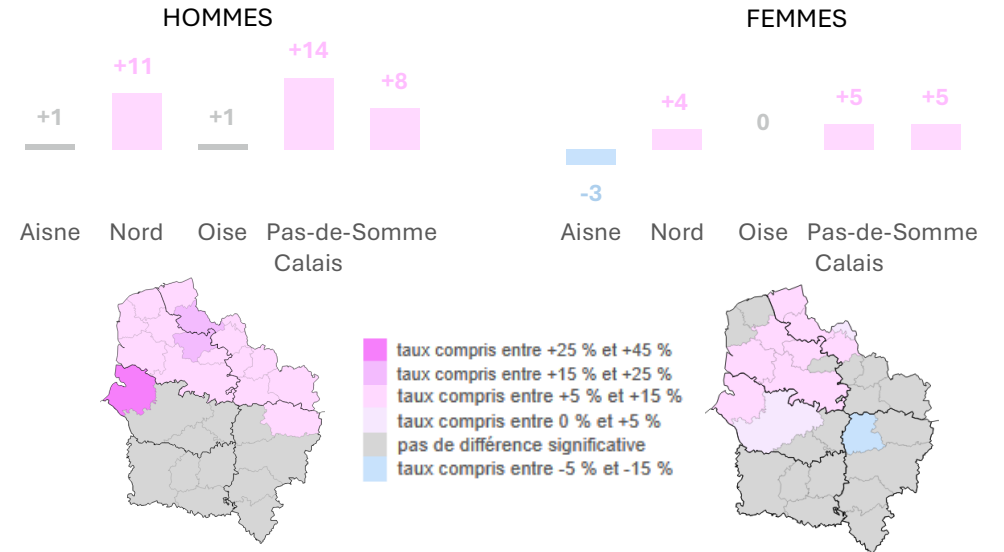 HOMMES
FEMMES
+1
+11
+1
+14
+8
Aisne
Nord
Oise
Pas-de-
Calais
Somme
-3
+4
0
+5
+5
Aisne
Nord
Oise
Pas-de-
Calais
Somme
taux compris entre +25 % et +45 %
taux compris entre +15 % et +25 %
taux compris entre +5 % et +15 %
taux compris entre 0 % et +5 %
pas de différence significative
taux compris entre -5 % et -15 %